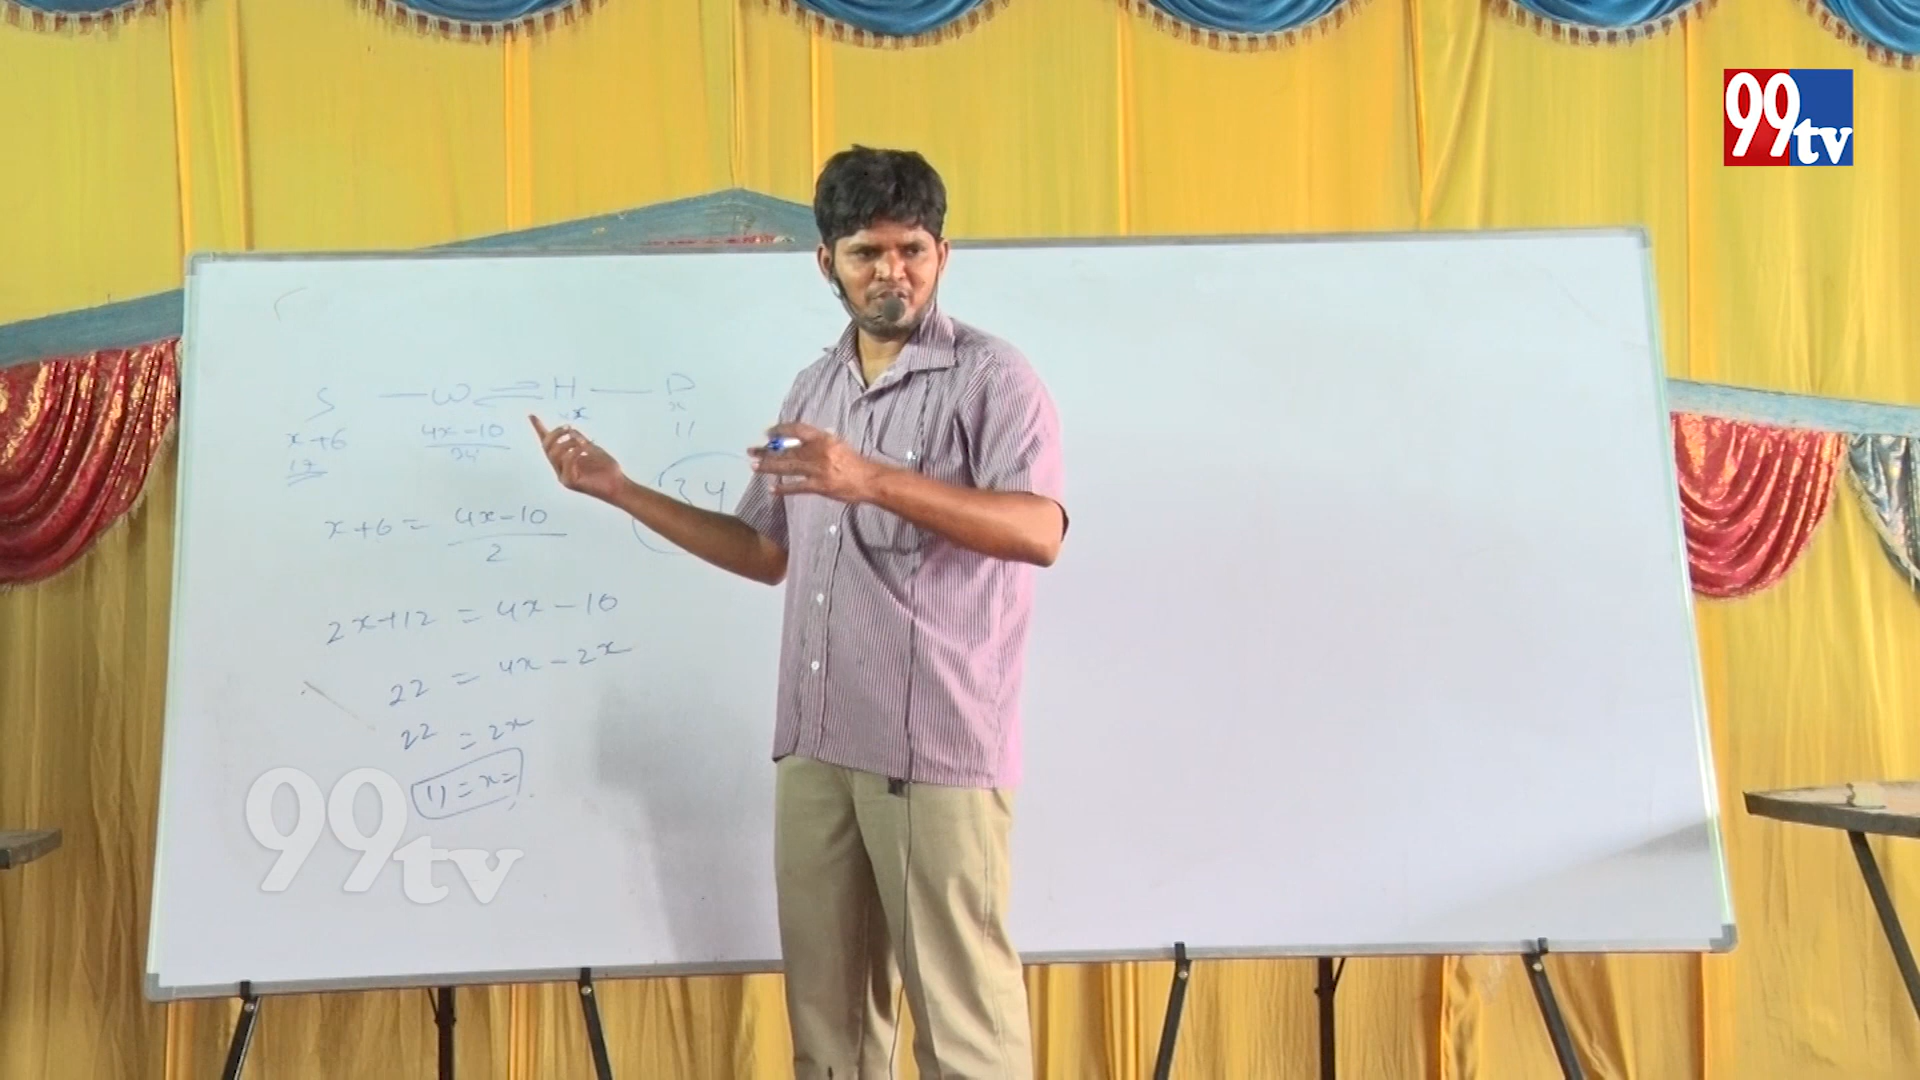 99tv
S — W ⇌ H — D
x+6 4x-10 4x x
17 34 11
34
x+6 = 4x-10
2
2x+12 = 4x-10
22 = 4x-2x
22 = 2x
11 = x =
99tv